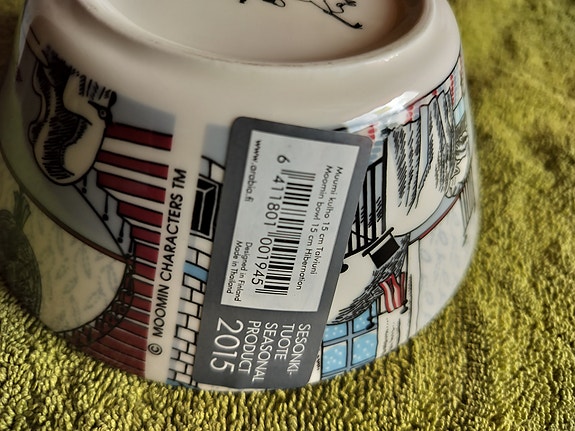 Muumi kulho 15 cm Talviuni
Moomin bowl 15 cm Hibernation
6 411801 001945
www.arabia.fi
Designed in Finland
Made in Thailand
SESONKI-
TUOTE
SEASONAL
PRODUCT
2015
© MOOMIN CHARACTERS TM